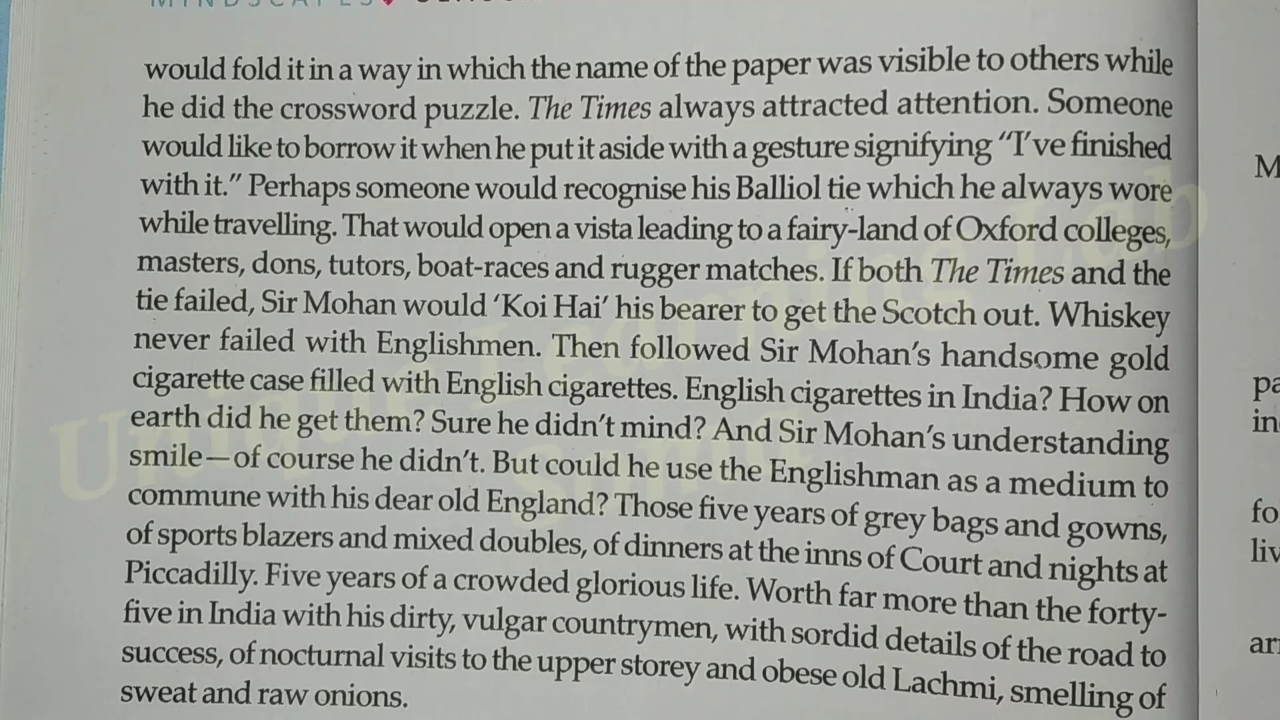 MINDSCAPES
would fold it in a way in which the name of the paper was visible to others while
he did the crossword puzzle. The Times always attracted attention. Someone
would like to borrow it when he put it aside with a gesture signifying “I’ve finished
with it.” Perhaps someone would recognise his Balliol tie which he always wore
while travelling. That would open a vista leading to a fairy-land of Oxford colleges,
masters, dons, tutors, boat-races and rugger matches. If both The Times and the
tie failed, Sir Mohan would ‘Koi Hai’ his bearer to get the Scotch out. Whiskey
never failed with Englishmen. Then followed Sir Mohan’s handsome gold
cigarette case filled with English cigarettes. English cigarettes in India? How on
earth did he get them? Sure he didn’t mind? And Sir Mohan’s understanding
smile—of course he didn’t. But could he use the Englishman as a medium to
commune with his dear old England? Those five years of grey bags and gowns,
of sports blazers and mixed doubles, of dinners at the inns of Court and nights at
Piccadilly. Five years of a crowded glorious life. Worth far more than the forty-
five in India with his dirty, vulgar countrymen, with sordid details of the road to
success, of nocturnal visits to the upper storey and obese old Lachmi, smelling of
sweat and raw onions.
Unique Learning Lab
M
pa
in
fo
liv
an